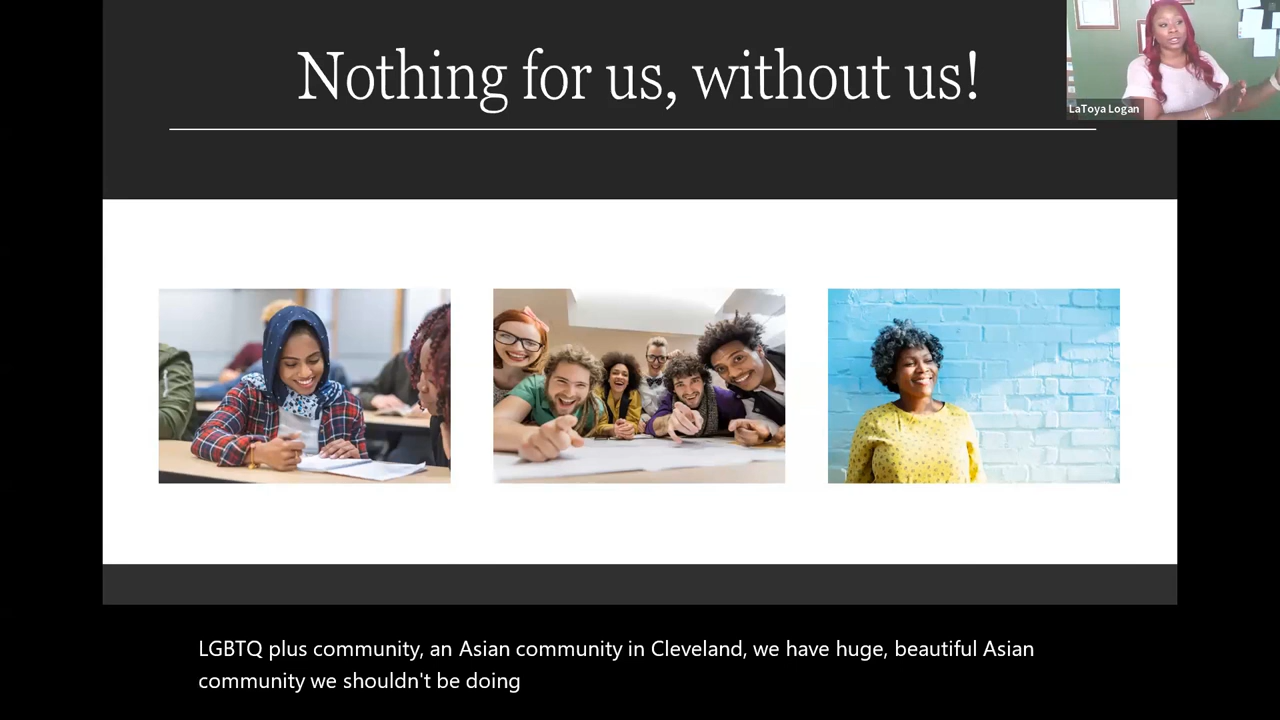 Nothing for us, without us!
LaToya Logan
LGBTQ plus community, an Asian community in Cleveland, we have huge, beautiful Asian
community we shouldn't be doing